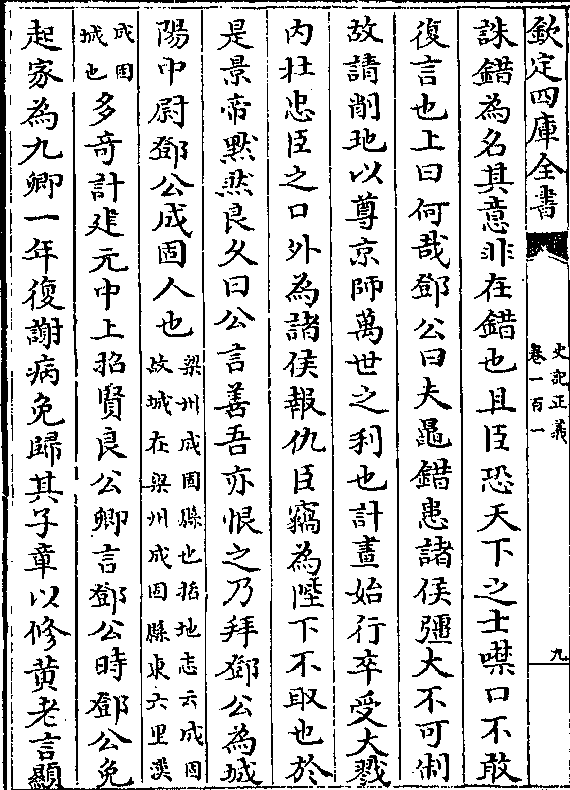 欽定四庫全書
史記正義
卷一百一
九
誅錯為名其意非在錯也且臣恐天下之士噤口不敢
復言也上曰何哉鄧公曰夫鼂錯患諸侯彊大不可制
故請削地以尊京師萬世之利也計畫始行卒受大戮
内杜忠臣之口外為諸侯報仇臣竊為陛下不取也於
是景帝黙然良久曰公言善吾亦恨之乃拜鄧公為城
陽中尉鄧公成固人也
梁州成固縣也括地志云成固
故城在梁州成固縣東六里漢
成固
城也
多奇計建元中上招賢良公卿言鄧公時鄧公免
起家為九卿一年復謝病免歸其子章以修黄老言顯